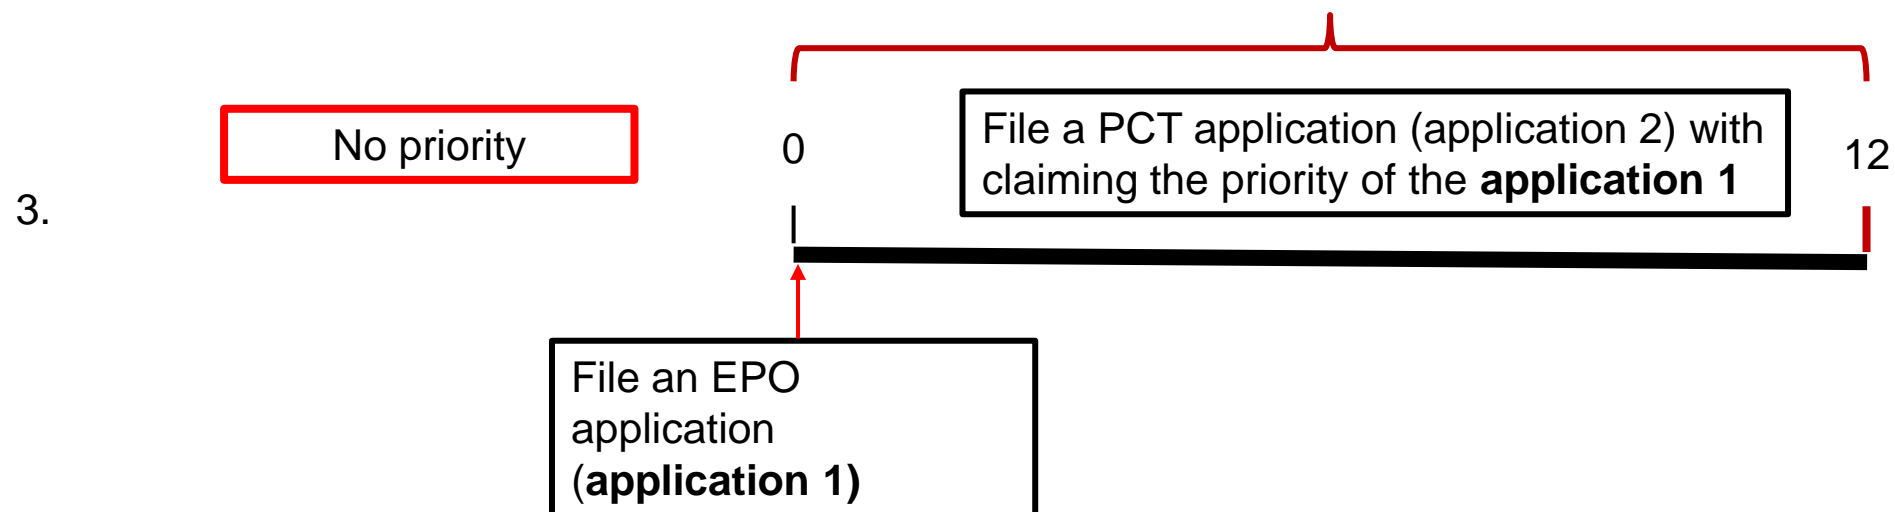 3.
No priority
0
File a PCT application (application 2) with
claiming the priority of the application 1
12
File an EPO
application
(application 1)